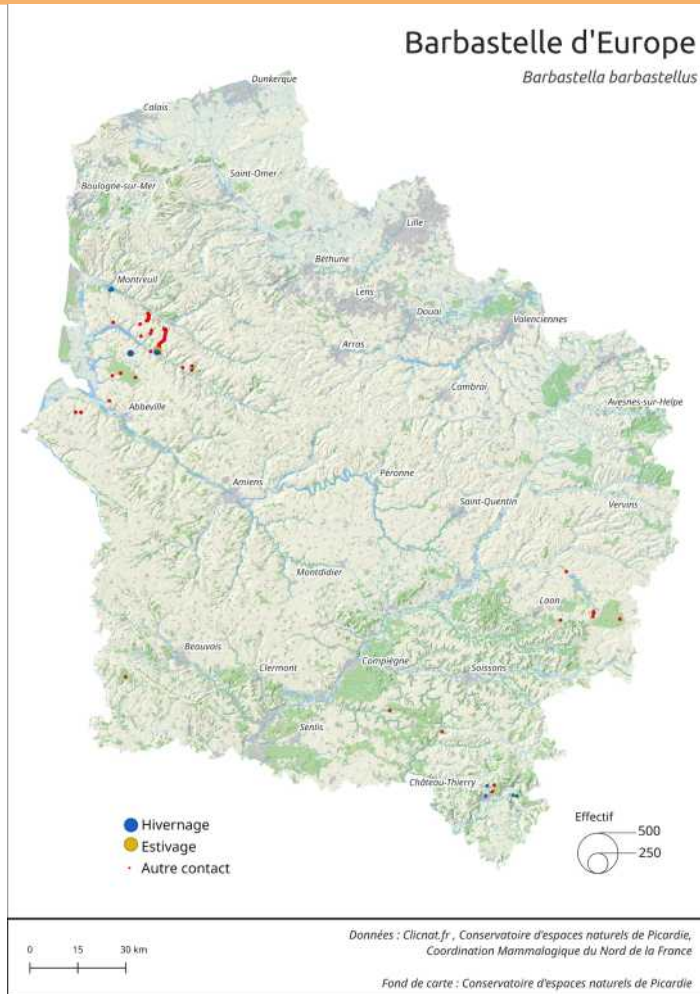 Barbastelle d'Europe
Barbastella barbastellus
Dunkerque
Calais
Saint-Omer
Boulogne-sur-Mer
Lille
Béthune
Montreuil
Lens
Douai
Valenciennes
Arras
Cambrai
Avesnes-sur-Helpe
Abbeville
Péronne
Amiens
Saint-Quentin
Vervins
Montdidier
Laon
Beauvais
Compiègne
Clermont
Soissons
Senlis
Château-Thierry
Hivernage
Estivage
Autre contact
Effectif
500
250
0 15 30 km
Données : Clicnat.fr , Conservatoire d'espaces naturels de Picardie,
Coordination Mammalogique du Nord de la France
Fond de carte : Conservatoire d'espaces naturels de Picardie